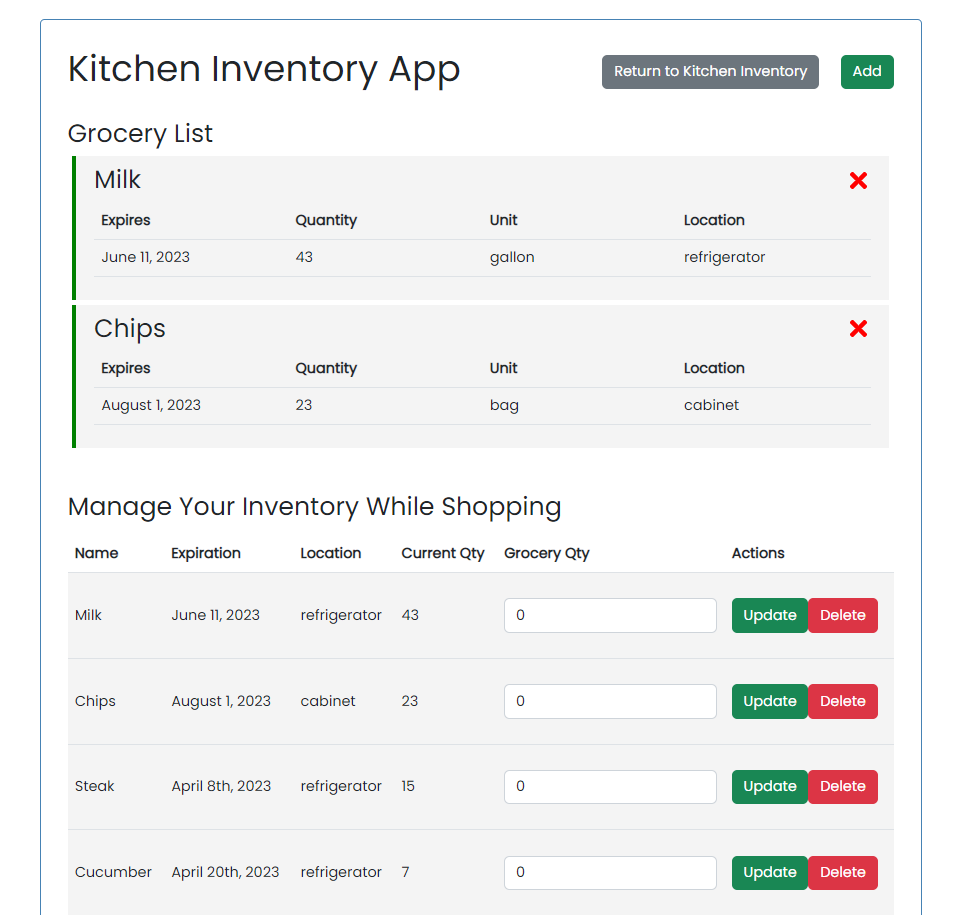 Kitchen Inventory App Return to Kitchen Inventory Add
Grocery List
Milk
Expires Quantity Unit Location
June 11, 2023 43 gallon refrigerator
Chips
Expires Quantity Unit Location
August 1, 2023 23 bag cabinet
Manage Your Inventory While Shopping
Name Expiration Location Current Qty Grocery Qty Actions
Milk June 11, 2023 refrigerator 43 0 Update Delete
Chips August 1, 2023 cabinet 23 0 Update Delete
Steak April 8th, 2023 refrigerator 15 0 Update Delete
Cucumber April 20th, 2023 refrigerator 7 0 Update Delete